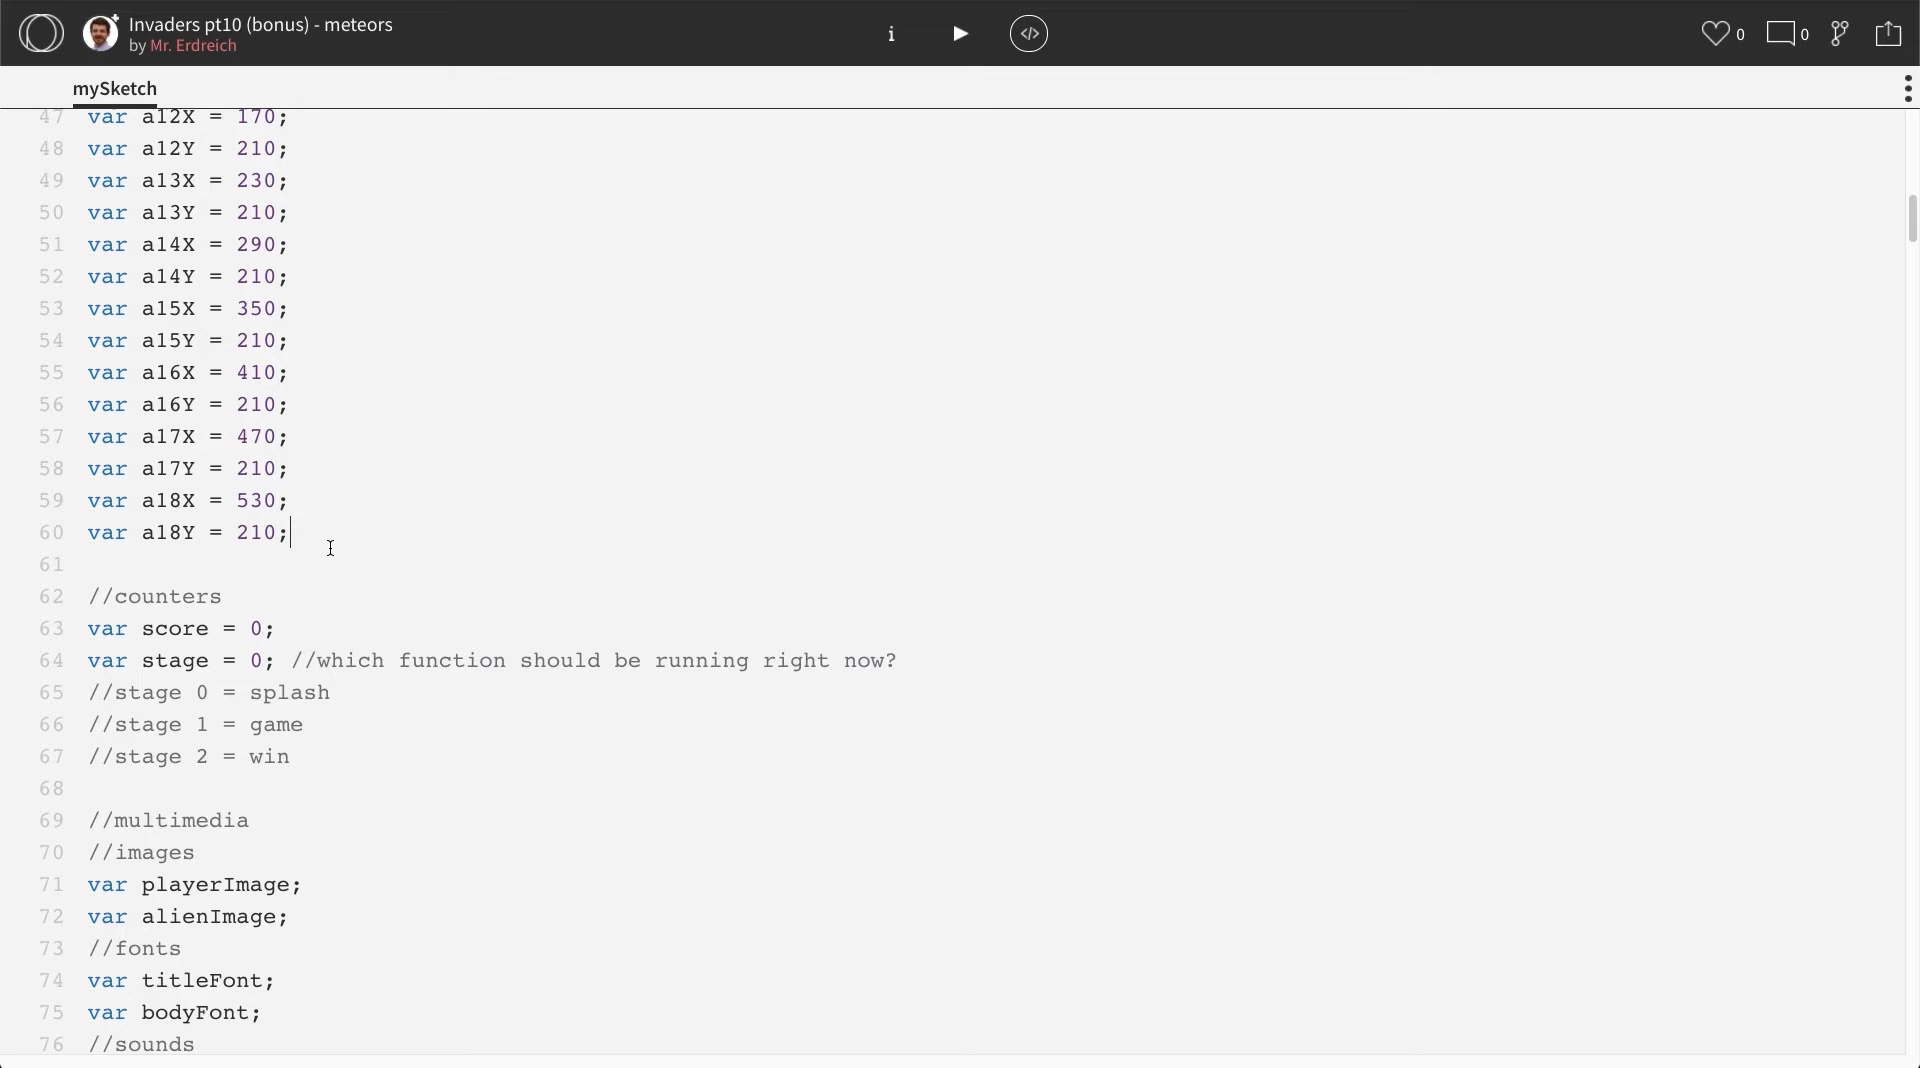 Invaders pt10 (bonus) - meteors
by Mr. Erdreich
i
</>
0
0
mySketch
47 var a12X = 170;
48 var a12Y = 210;
49 var a13X = 230;
50 var a13Y = 210;
51 var a14X = 290;
52 var a14Y = 210;
53 var a15X = 350;
54 var a15Y = 210;
55 var a16X = 410;
56 var a16Y = 210;
57 var a17X = 470;
58 var a17Y = 210;
59 var a18X = 530;
60 var a18Y = 210;
61
62 //counters
63 var score = 0;
64 var stage = 0; //which function should be running right now?
65 //stage 0 = splash
66 //stage 1 = game
67 //stage 2 = win
68
69 //multimedia
70 //images
71 var playerImage;
72 var alienImage;
73 //fonts
74 var titleFont;
75 var bodyFont;
76 //sounds